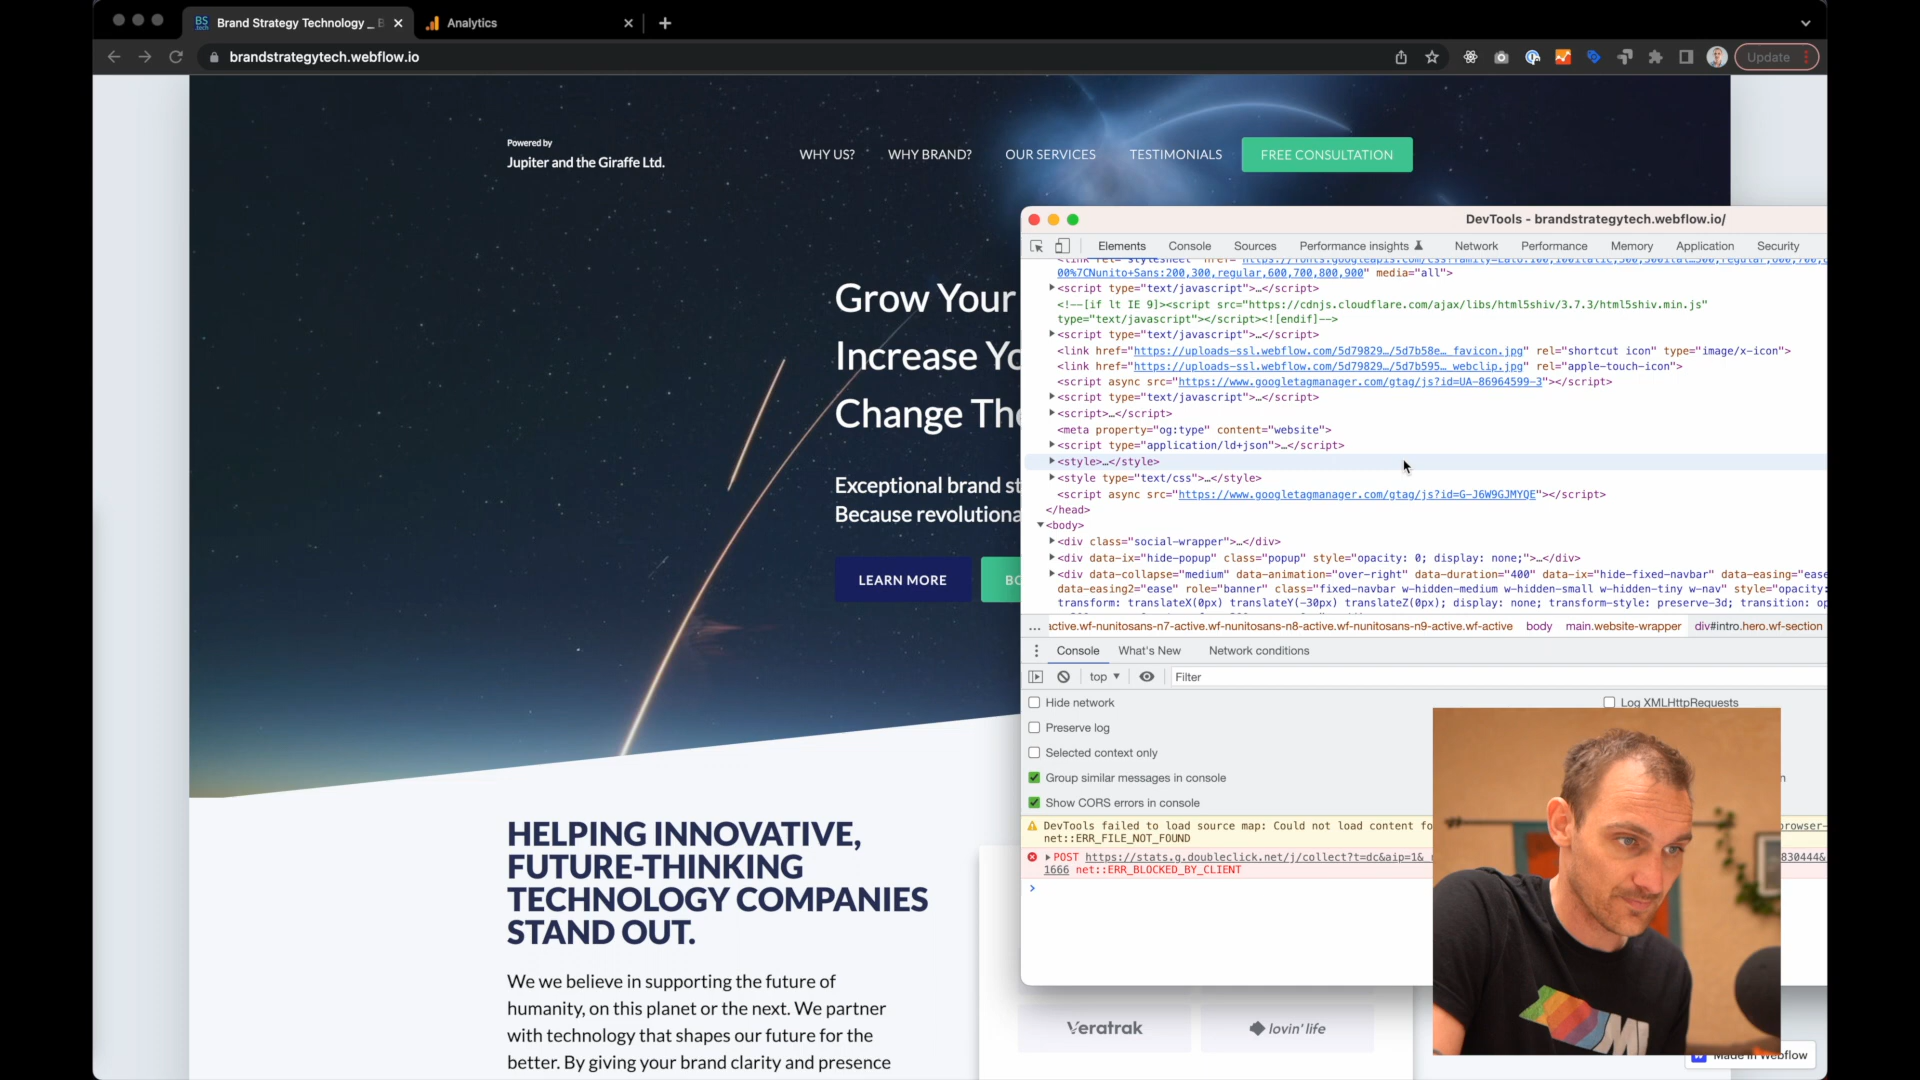 Brand Strategy Technology _ B
Analytics
brandstrategytech.webflow.io
Update
Powered by
Jupiter and the Giraffe Ltd.
WHY US?
WHY BRAND?
OUR SERVICES
TESTIMONIALS
FREE CONSULTATION
Grow Your
Increase Yo
Change The
Exceptional brand st
Because revolutiona
LEARN MORE
BO
HELPING INNOVATIVE,
FUTURE-THINKING
TECHNOLOGY COMPANIES
STAND OUT.
We we believe in supporting the future of
humanity, on this planet or the next. We partner
with technology that shapes our future for the
better. By giving your brand clarity and presence
DevTools - brandstrategytech.webflow.io/
Elements
Console
Sources
Performance insights
Network
Performance
Memory
Application
Security
00%7CNunito+Sans:200,300,regular,600,700,800,900" media="all">
<script type="text/javascript">…</script>
<!--[if lt IE 9]><script src="https://cdnjs.cloudflare.com/ajax/libs/html5shiv/3.7.3/html5shiv.min.js"
type="text/javascript"></script><![endif]-->
<script type="text/javascript">…</script>
<link href="https://uploads-ssl.webflow.com/5d79829…/5d7b58e… favicon.jpg" rel="shortcut icon" type="image/x-icon">
<link href="https://uploads-ssl.webflow.com/5d79829…/5d7b595… webclip.jpg" rel="apple-touch-icon">
<script async src="https://www.googletagmanager.com/gtag/js?id=UA-86964599-3"></script>
<script type="text/javascript">…</script>
<script>…</script>
<meta property="og:type" content="website">
<script type="application/ld+json">…</script>
<style>…</style>
<style type="text/css">…</style>
<script async src="https://www.googletagmanager.com/gtag/js?id=G-J6W9GJMYQE"></script>
</head>
<body>
<div class="social-wrapper">…</div>
<div data-ix="hide-popup" class="popup" style="opacity: 0; display: none;">…</div>
<div data-collapse="medium" data-animation="over-right" data-duration="400" data-ix="hide-fixed-navbar" data-easing="ease
data-easing2="ease" role="banner" class="fixed-navbar w-hidden-medium w-hidden-small w-hidden-tiny w-nav" style="opacity:
transform: translateX(0px) translateY(-30px) translateZ(0px); display: none; transform-style: preserve-3d; transition: op
… active.wf-nunitosans-n7-active.wf-nunitosans-n8-active.wf-nunitosans-n9-active.wf-active body main.website-wrapper div#intro.hero.wf-section
Console
What's New
Network conditions
top
Filter
Hide network
Log XMLHttpRequests
Preserve log
Selected context only
Group similar messages in console
Show CORS errors in console
DevTools failed to load source map: Could not load content fo
browser-
net::ERR_FILE_NOT_FOUND
POST https://stats.g.doubleclick.net/j/collect?t=dc&aip=1&_
830444&
1666 net::ERR_BLOCKED_BY_CLIENT
Veratrak
lovin' life
Made in Webflow